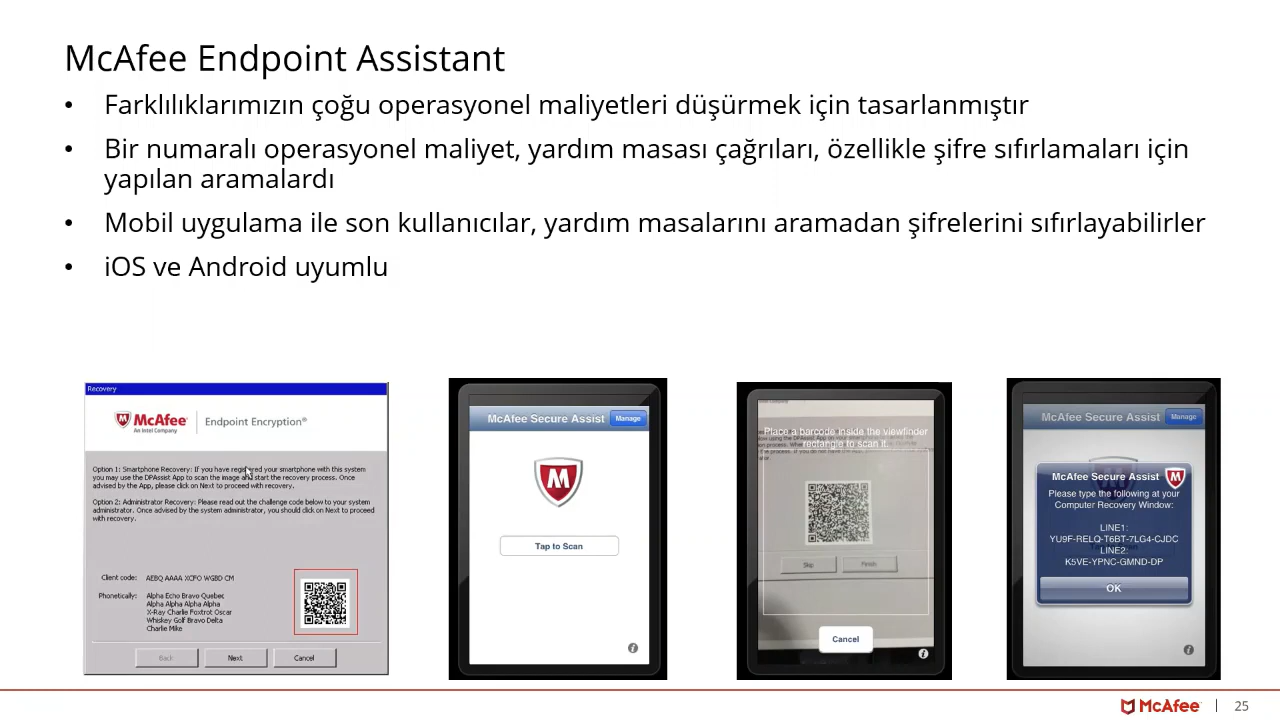 McAfee Endpoint Assistant
• Farklılıklarımızın çoğu operasyonel maliyetleri düşürmek için tasarlanmıştır
• Bir numaralı operasyonel maliyet, yardım masası çağrıları, özellikle şifre sıfırlamaları için
yapılan aramalardı
• Mobil uygulama ile son kullanıcılar, yardım masalarını aramadan şifrelerini sıfırlayabilirler
• iOS ve Android uyumlu
Recovery
McAfee
An Intel Company
Endpoint Encryption®
Option 1: Smartphone Recovery: If you have registered your smartphone with this system
you may use the DPAssist App to scan the image and start the recovery process. Once
advised by the App, please click on Next to proceed with recovery.
Option 2: Administrator Recovery: Please read out the challenge code below to your system
administrator. Once advised by the system administrator, you should click on Next to proceed
with recovery.
Client code: AEBQ AAAA XCFO WGBD CM
Phonetically: Alpha Echo Bravo Quebec
Alpha Alpha Alpha Alpha
X-Ray Charlie Foxtrot Oscar
Whiskey Golf Bravo Delta
Charlie Mike
Back
Next
Cancel
McAfee Secure Assist
Manage
Tap to Scan
Place a barcode inside the viewfinder
rectangle to scan it.
Skip
Finish
Cancel
McAfee Secure Assist
Manage
McAfee Secure Assist
Please type the following at your
Computer Recovery Window:
LINE1:
YU9F-RELQ-T6BT-7LG4-CJDC
LINE2:
K5VE-YPNC-GMND-DP
OK
McAfee
25